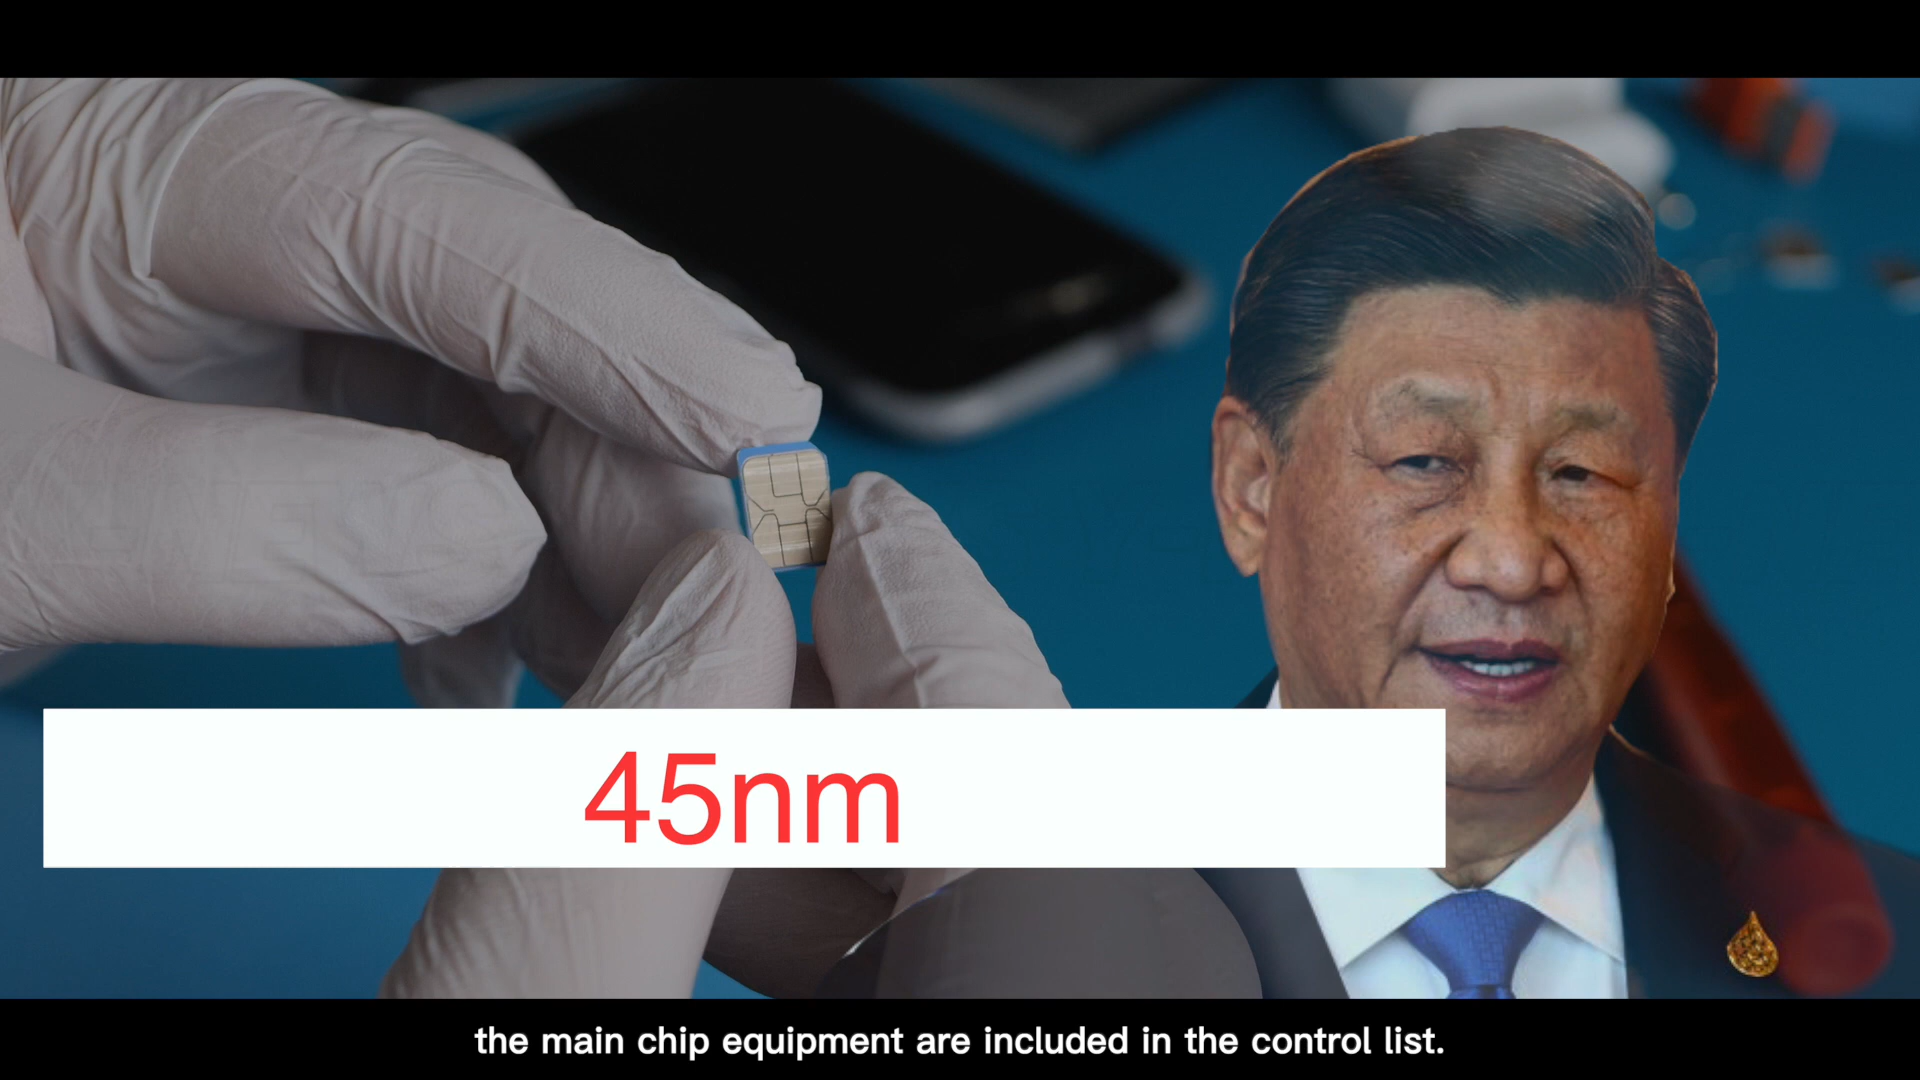 45nm
the main chip equipment are included in the control list.